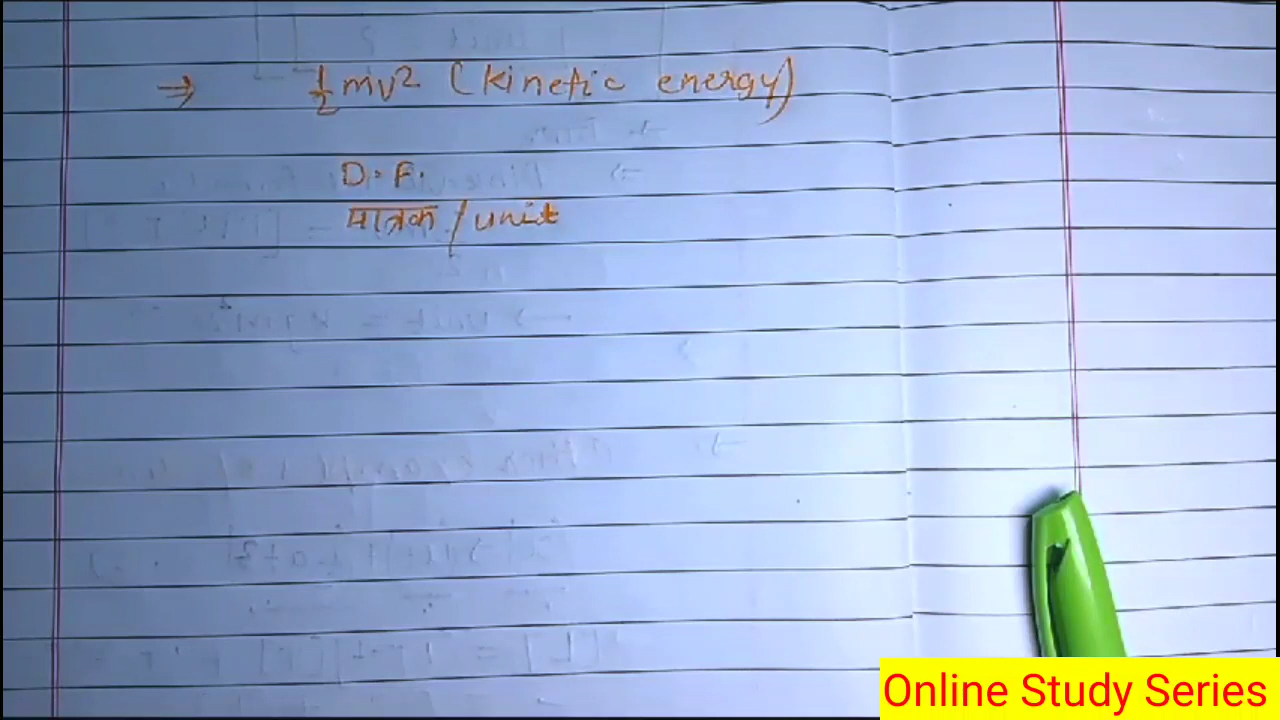 → ½mv² (kinetic energy)
D.F.
मात्रक / unit
Online Study Series